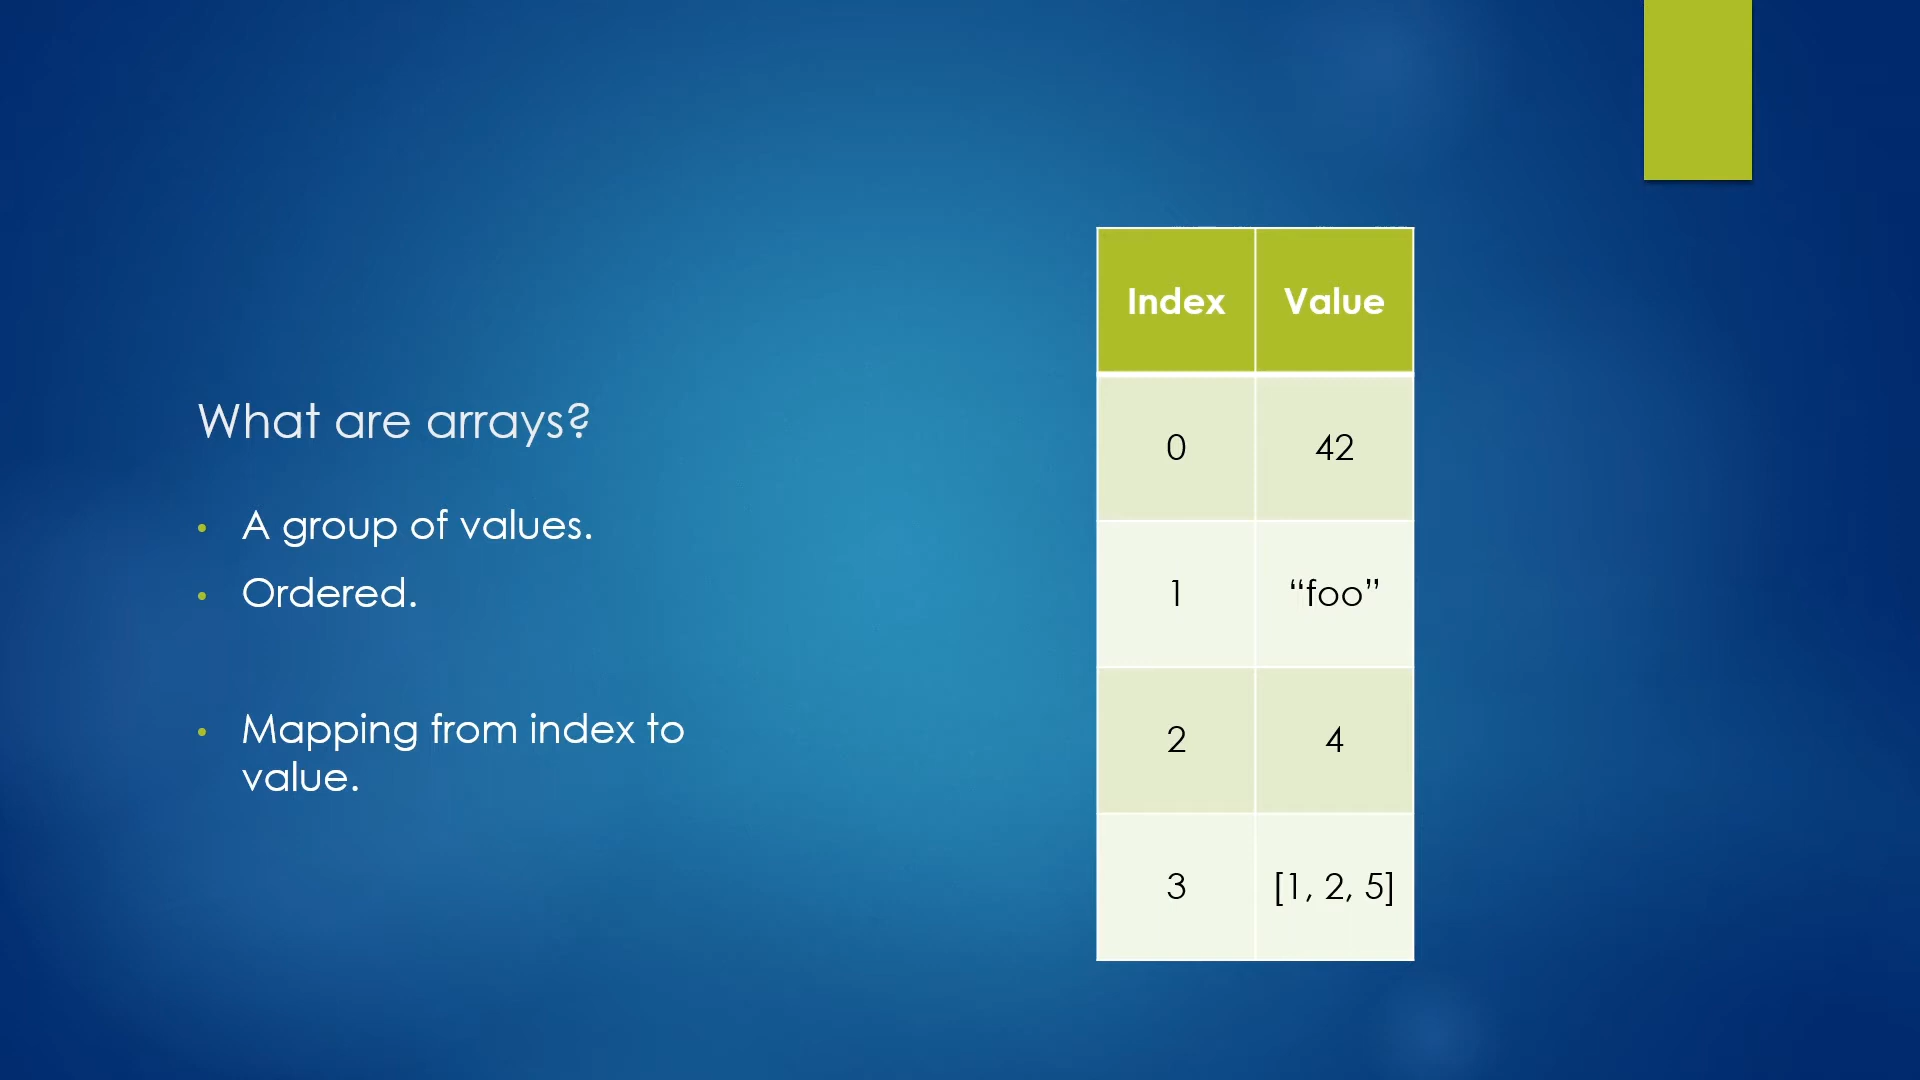 What are arrays?
• A group of values.
• Ordered.
• Mapping from index to
value.
Index Value
0 42
1 “foo”
2 4
3 [1, 2, 5]